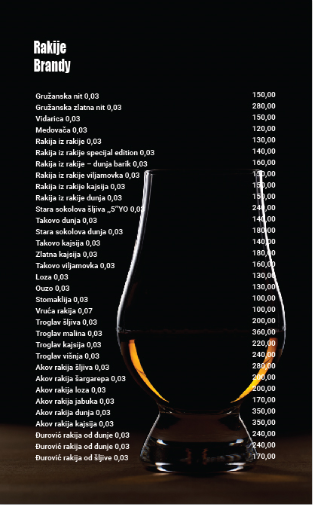 Rakije
Brandy
Gružanska nit 0,03 150,00
Gružanska zlatna nit 0,03 280,00
Vidarica 0,03 150,00
Medovača 0,03 120,00
Rakija iz rakije 0,03 130,00
Rakija iz rakije specijal edition 0,03 140,00
Rakija iz rakije – dunja barik 0,03 160,00
Rakija iz rakije viljamovka 0,03
Rakija iz rakije kajsija 0,03
Rakija iz rakije dunja 0,03
Stara sokolova šljiva „5“YO 0,03
Takovo dunja 0,03 140,00
Stara sokolova dunja 0,03 180,00
Takovo kajsija 0,03 140,00
Zlatna kajsija 0,03 180,00
Takovo viljamovka 0,03 160,00
Loza 0,03 130,00
Ouzo 0,03 130,00
Stomaklija 0,03 100,00
Vruća rakija 0,07 100,00
Troglav šljiva 0,03 200,00
Troglav malina 0,03 360,00
Troglav kajsija 0,03 220,00
Troglav višnja 0,03 240,00
Akov rakija šljiva 0,03 280,00
Akov rakija šargarepa 0,03
Akov rakija loza 0,03 200,00
Akov rakija jabuka 0,03 170,00
Akov rakija dunja 0,03 350,00
Akov rakija kajsija 0,03 350,00
Đurović rakija od dunje 0,03 240,00
Đurović rakija od dunje 0,03 240,00
Đurović rakija od šljive 0,03 170,00